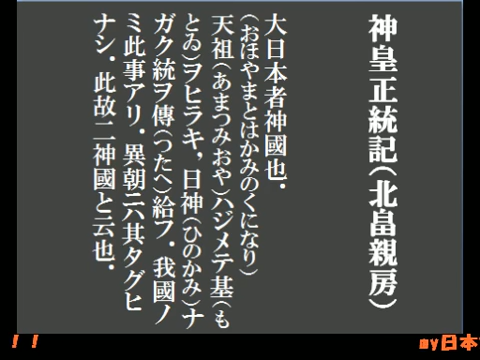 神皇正統記(北畠親房)
大日本者神國也.
(おほやまとはかみのくになり)
天祖(あまつみおや)ハジメテ基(も
とゐ)ヲヒラキ,日神(ひのかみ)ナ
ガク統ヲ傳(つたへ)給フ.我國ノ
ミ此事アリ.異朝ニハ其タグヒ
ナシ.此故ニ神國と云也.
！！
my日本